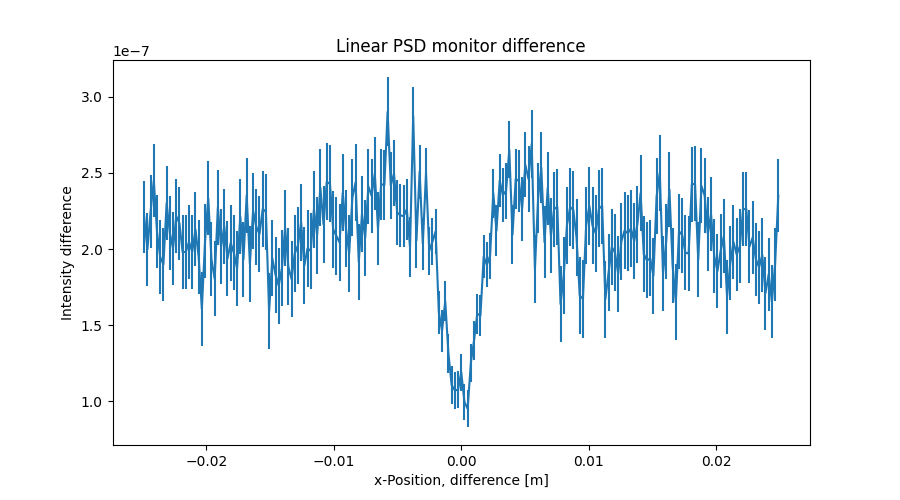 Linear PSD monitor difference
1e−7
3.0
2.5
2.0
1.5
1.0
Intensity difference
−0.02 −0.01 0.00 0.01 0.02
x-Position, difference [m]